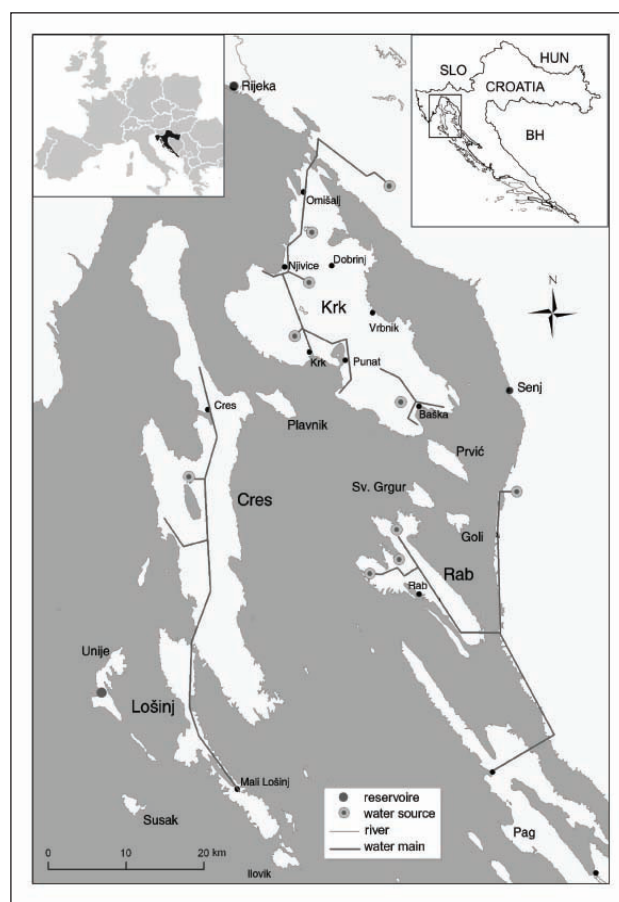 SLO
HUN
CROATIA
BH
Rijeka
Omišalj
Njivice
Dobrinj
Krk
Vrbnik
Krk
Punat
N
Senj
Cres
Plavnik
Baška
Prvić
Sv. Grgur
Cres
Goli
Rab
Rab
Unije
Lošinj
Mali Lošinj
Susak
Pag
reservoire
water source
river
water main
0 10 20 km
Ilovik